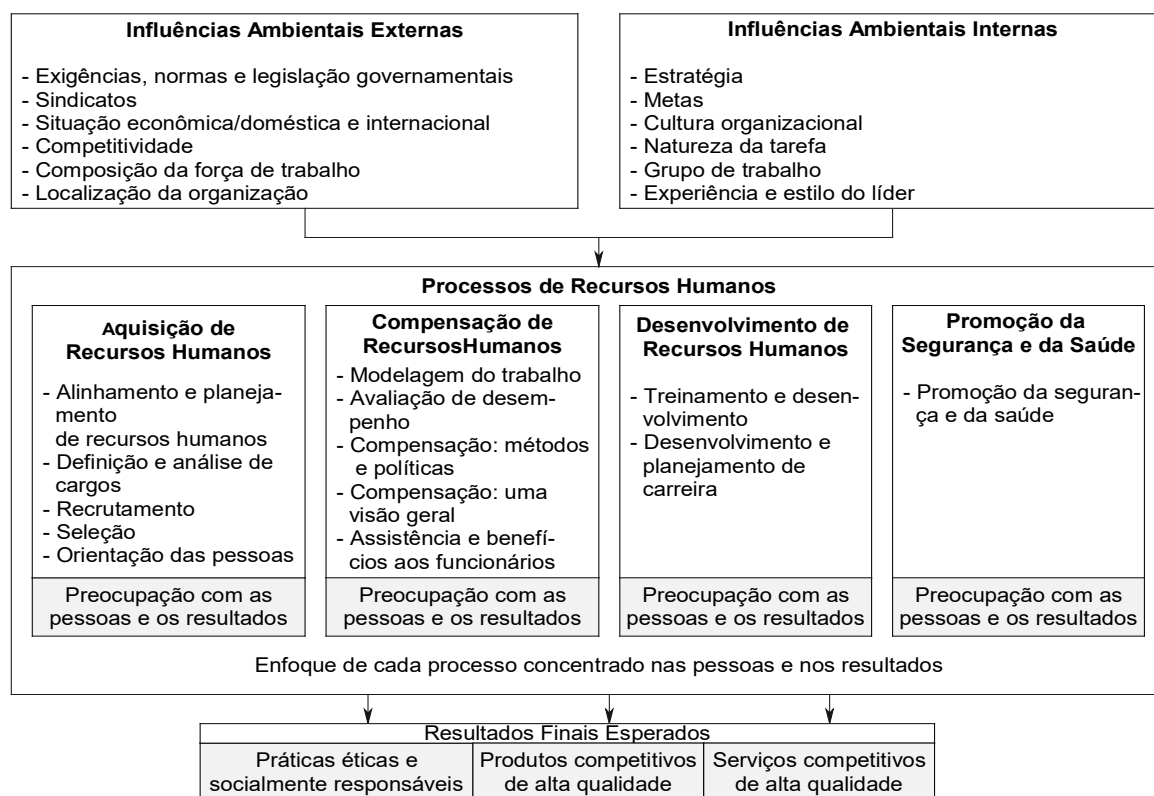 Influências Ambientais Externas
- Exigências, normas e legislação governamentais
- Sindicatos
- Situação econômica/doméstica e internacional
- Competitividade
- Composição da força de trabalho
- Localização da organização
Influências Ambientais Internas
- Estratégia
- Metas
- Cultura organizacional
- Natureza da tarefa
- Grupo de trabalho
- Experiência e estilo do líder
Processos de Recursos Humanos
Aquisição de
Recursos Humanos
- Alinhamento e planeja-
mento
de recursos humanos
- Definição e análise de
cargos
- Recrutamento
- Seleção
- Orientação das pessoas
Preocupação com as
pessoas e os resultados
Compensação de
RecursosHumanos
- Modelagem do trabalho
- Avaliação de desem-
penho
- Compensação: métodos
e políticas
- Compensação: uma
visão geral
- Assistência e benefí-
cios aos funcionários
Preocupação com as
pessoas e os resultados
Desenvolvimento de
Recursos Humanos
- Treinamento e desen-
volvimento
- Desenvolvimento e
planejamento de
carreira
Preocupação com as
pessoas e os resultados
Promoção da
Segurança e da Saúde
- Promoção da seguran-
ça e da saúde
Preocupação com as
pessoas e os resultados
Enfoque de cada processo concentrado nas pessoas e nos resultados
Resultados Finais Esperados
Práticas éticas e
socialmente responsáveis
Produtos competitivos
de alta qualidade
Serviços competitivos
de alta qualidade